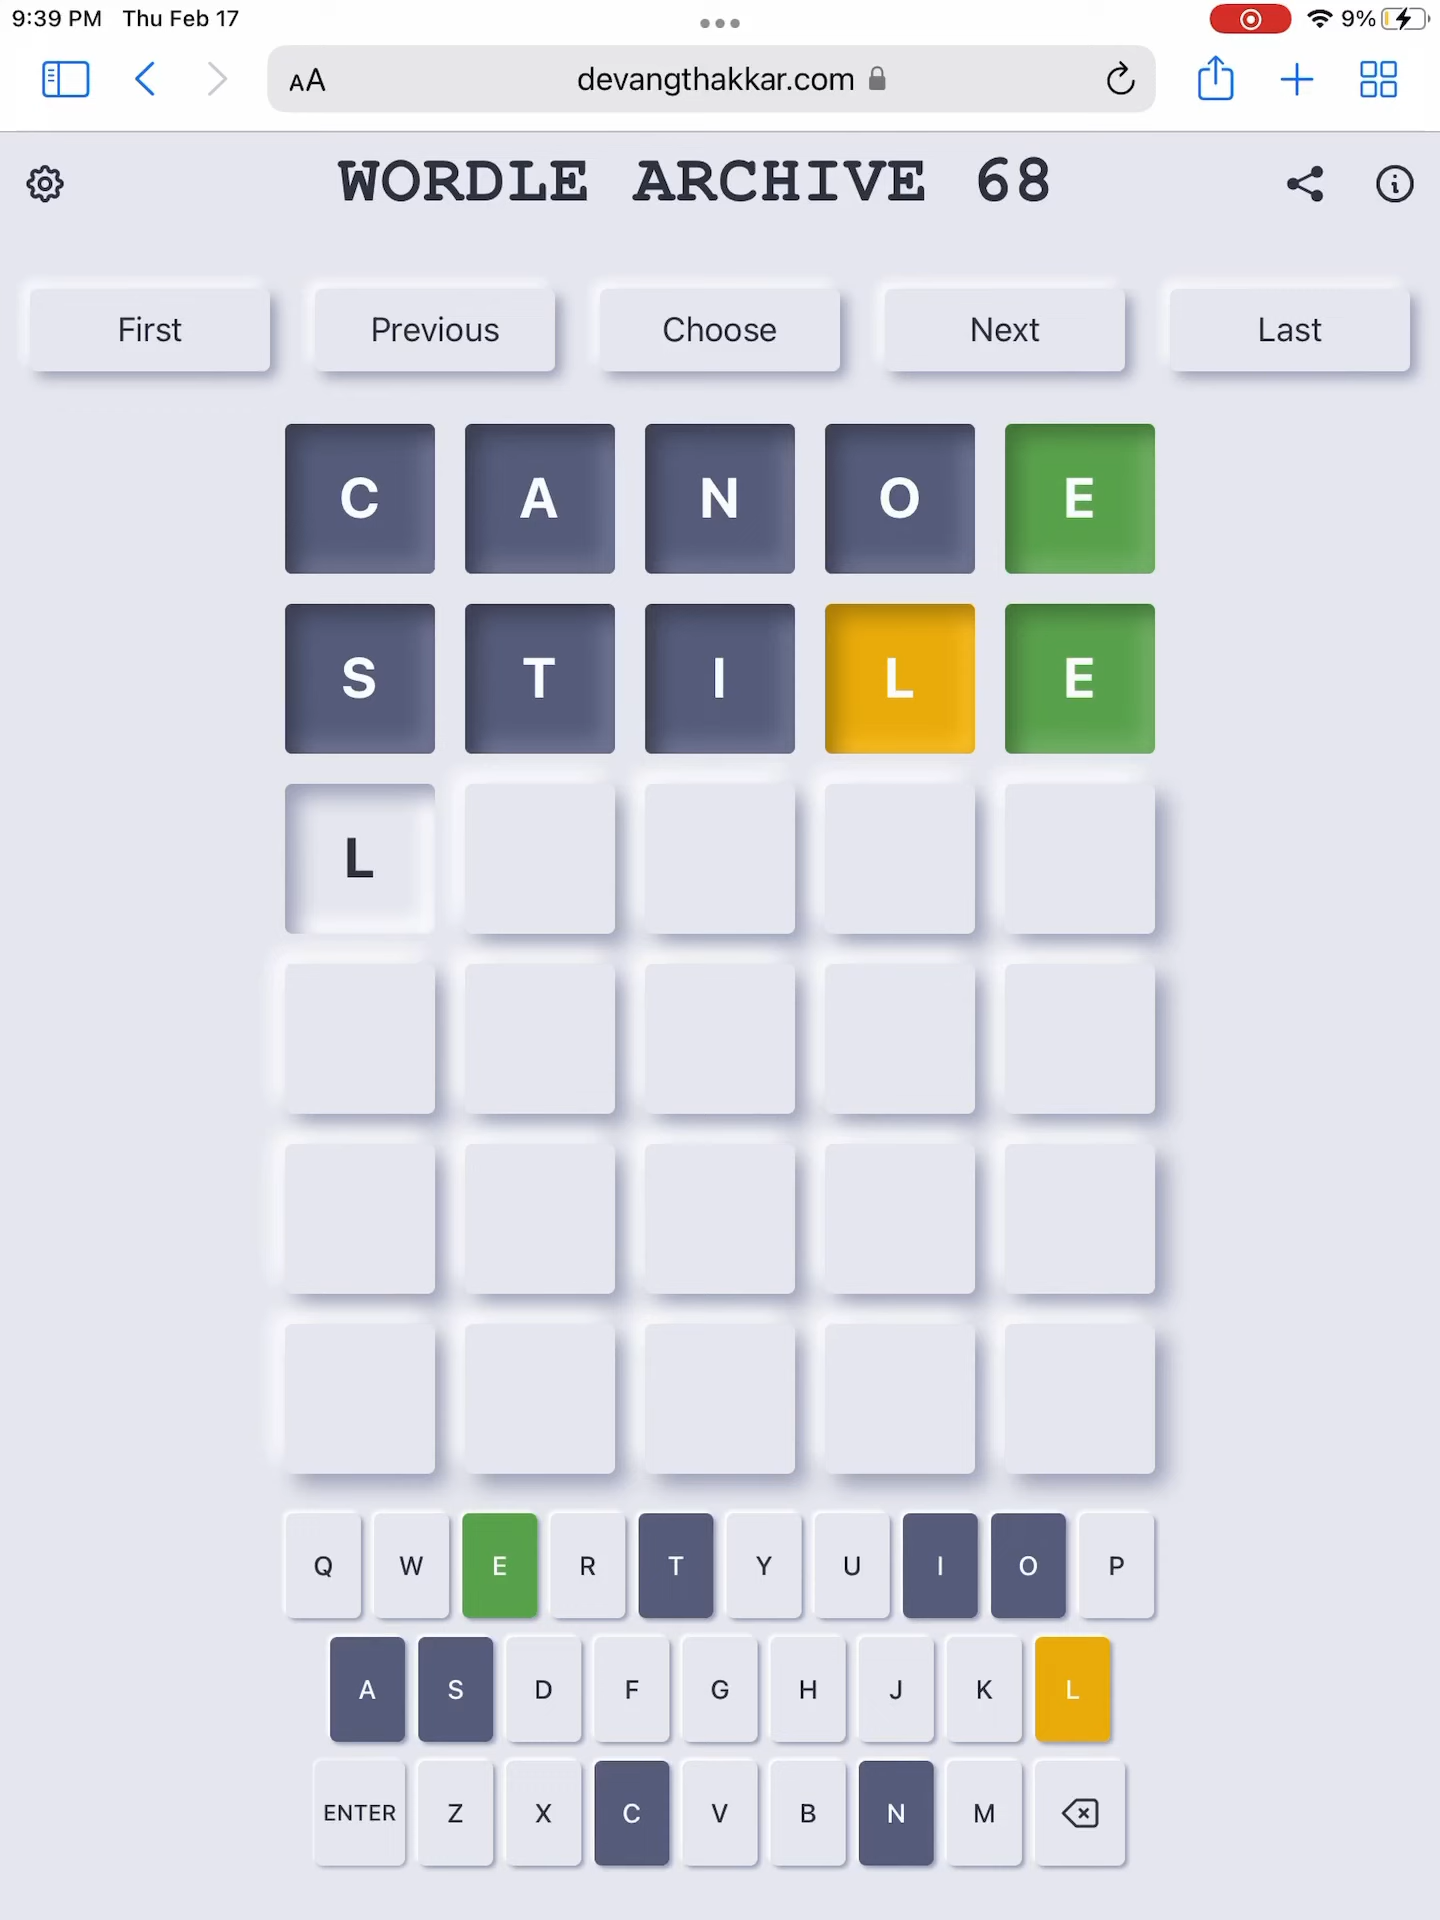 9:39 PM Thu Feb 17 9%
AA devangthakkar.com
WORDLE ARCHIVE 68
First Previous Choose Next Last
C A N O E
S T I L E
L
Q W E R T Y U I O P
A S D F G H J K L
ENTER Z X C V B N M